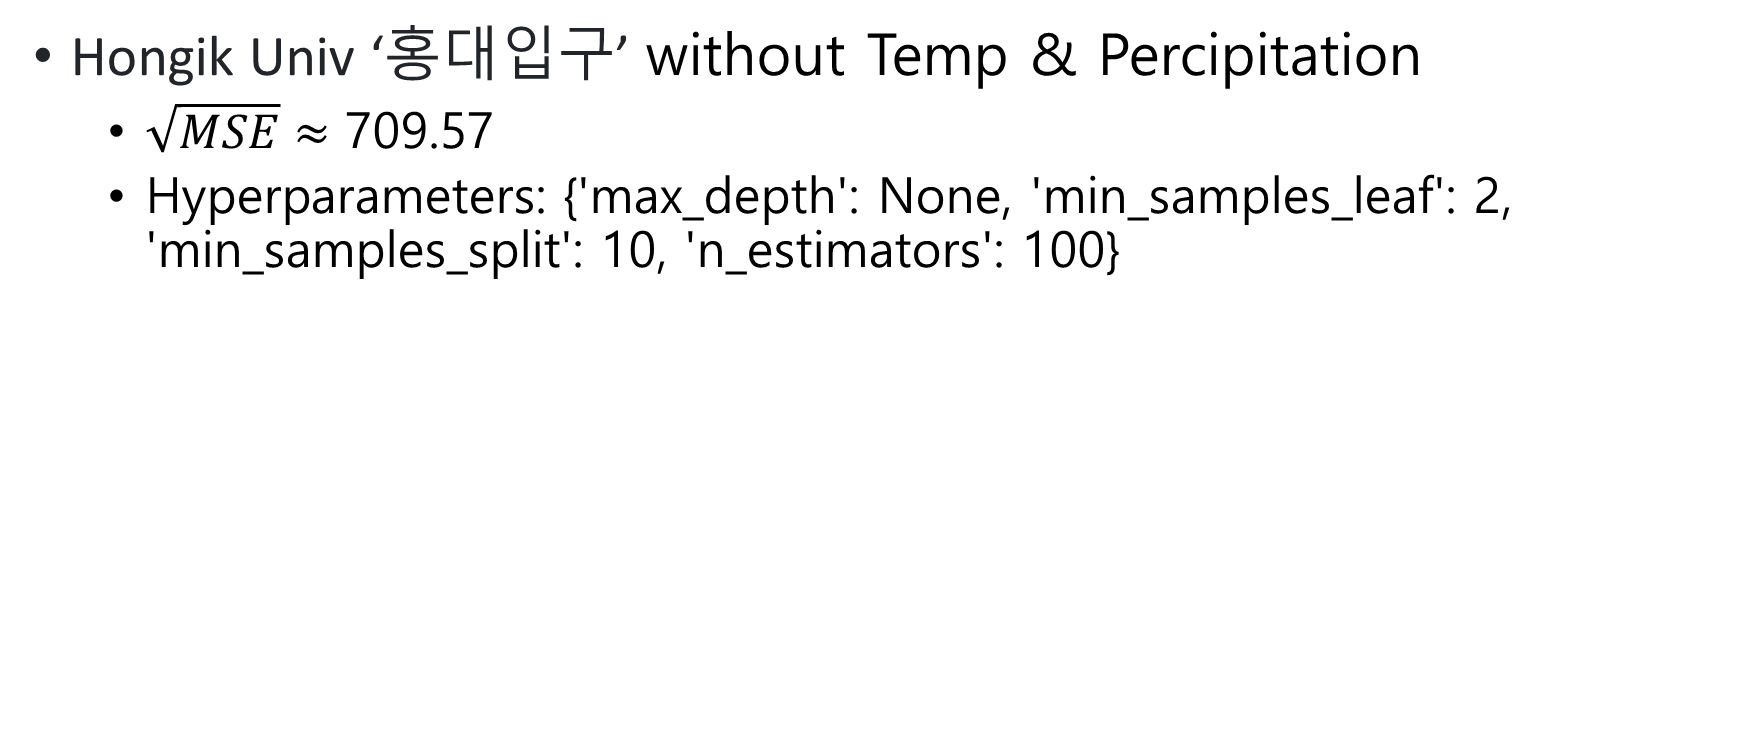 • Hongik Univ ‘홍대입구’ without Temp & Percipitation
• √MSE ≈ 709.57
• Hyperparameters: {'max_depth': None, 'min_samples_leaf': 2,
'min_samples_split': 10, 'n_estimators': 100}